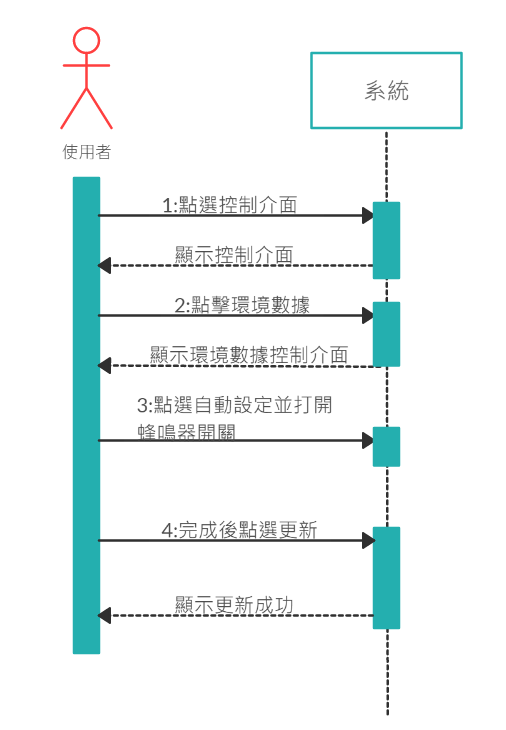 系統
使用者
1:點選控制介面
顯示控制介面
2:點擊環境數據
顯示環境數據控制介面
3:點選自動設定並打開
蜂鳴器開關
4:完成後點選更新
顯示更新成功